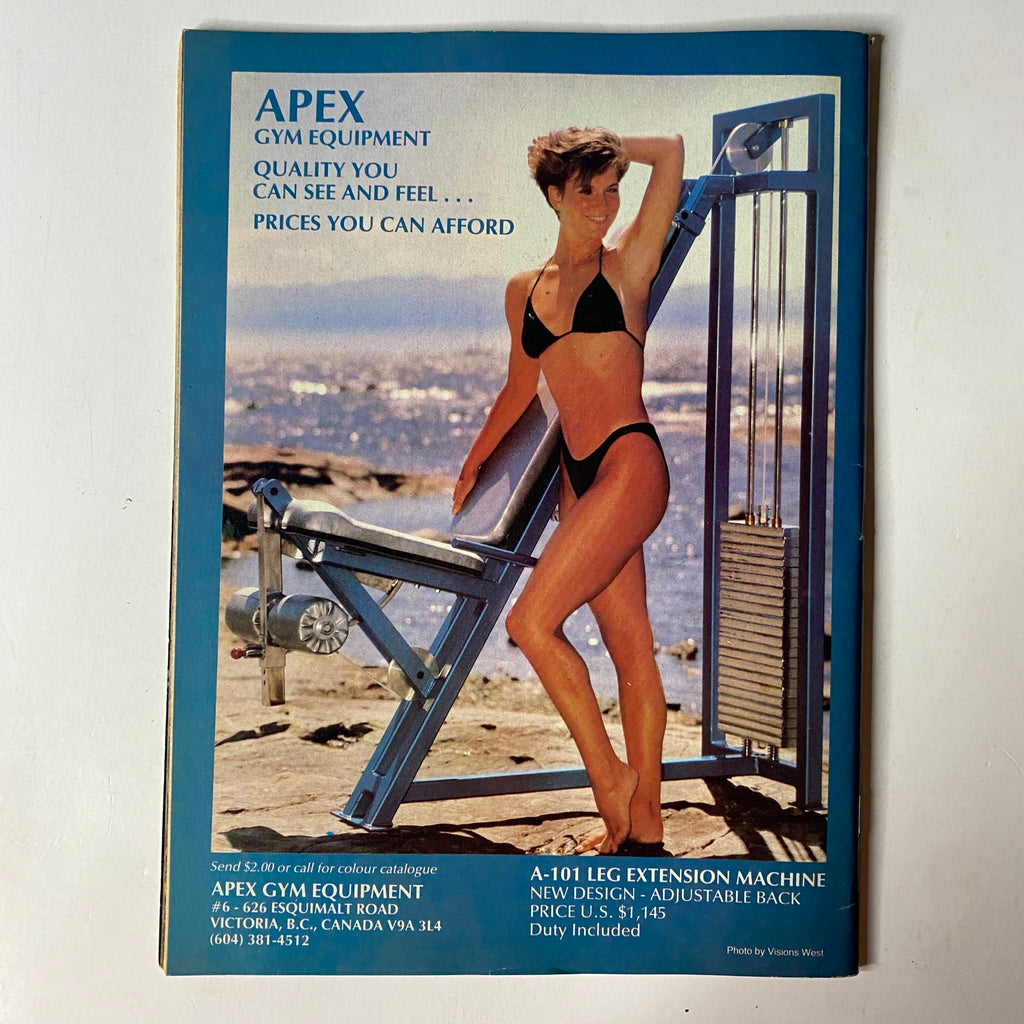 APEX
GYM EQUIPMENT
QUALITY YOU
CAN SEE AND FEEL . . .
PRICES YOU CAN AFFORD
Send $2.00 or call for colour catalogue
APEX GYM EQUIPMENT
#6 - 626 ESQUIMALT ROAD
VICTORIA, B.C., CANADA V9A 3L4
(604) 381-4512
A-101 LEG EXTENSION MACHINE
NEW DESIGN - ADJUSTABLE BACK
PRICE U.S. $1,145
Duty Included
Photo by Visions West